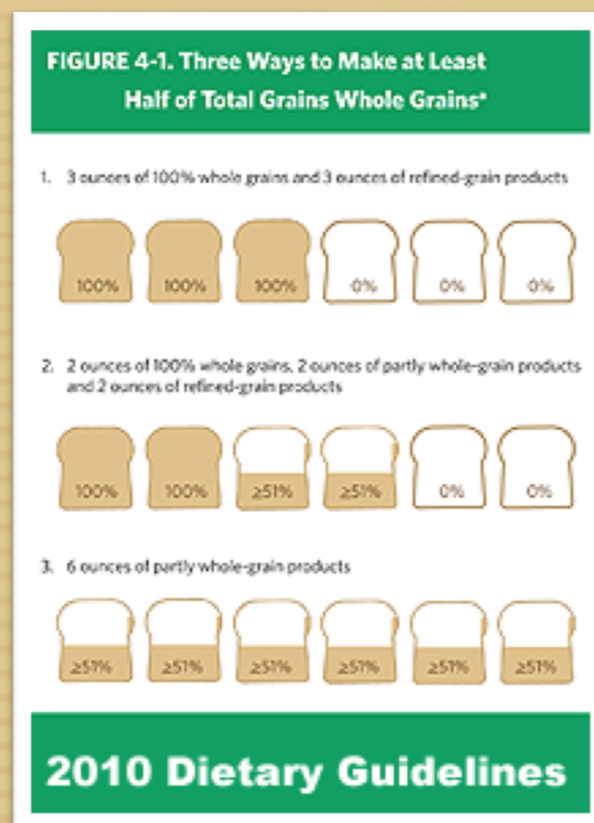 FIGURE 4-1. Three Ways to Make at Least
Half of Total Grains Whole Grains*
1. 3 ounces of 100% whole grains and 3 ounces of refined-grain products
100% 100% 100% 0% 0% 0%
2. 2 ounces of 100% whole grains, 2 ounces of partly whole-grain products
and 2 ounces of refined-grain products
100% 100% ≥51% ≥51% 0% 0%
3. 6 ounces of partly whole-grain products
≥51% ≥51% ≥51% ≥51% ≥51% ≥51%
2010 Dietary Guidelines